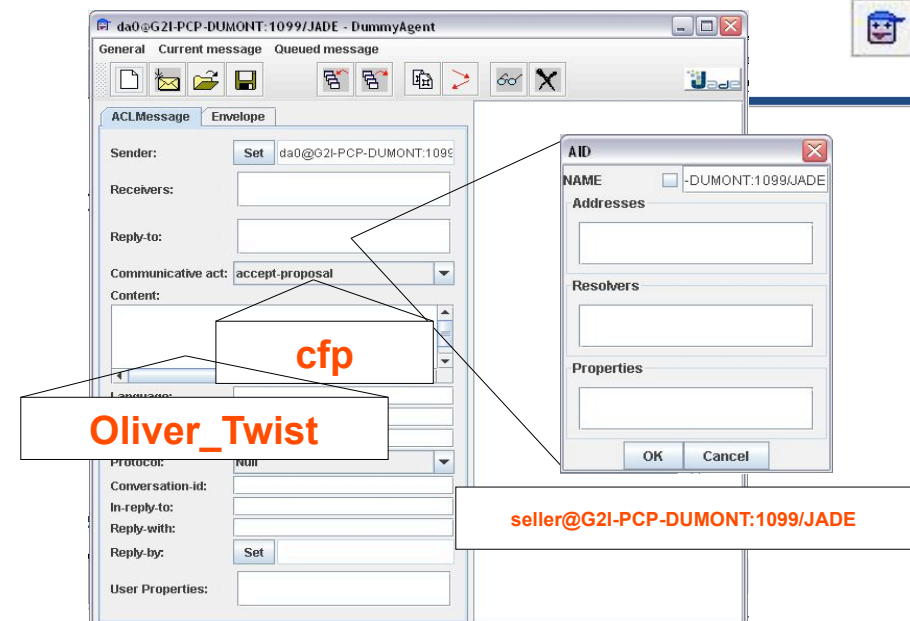 da0@G2I-PCP-DUMONT:1099/JADE - DummyAgent
General Current message Queued message
Jade
ACLMessage Envelope
Sender: Set da0@G2I-PCP-DUMONT:1099
Receivers:
Reply-to:
Communicative act: accept-proposal
Content:
cfp
Language:
Oliver_Twist
Protocol: Null
Conversation-id:
In-reply-to:
Reply-with:
Reply-by: Set
User Properties:
AID
NAME -DUMONT:1099/JADE
Addresses
Resolvers
Properties
OK Cancel
seller@G2I-PCP-DUMONT:1099/JADE